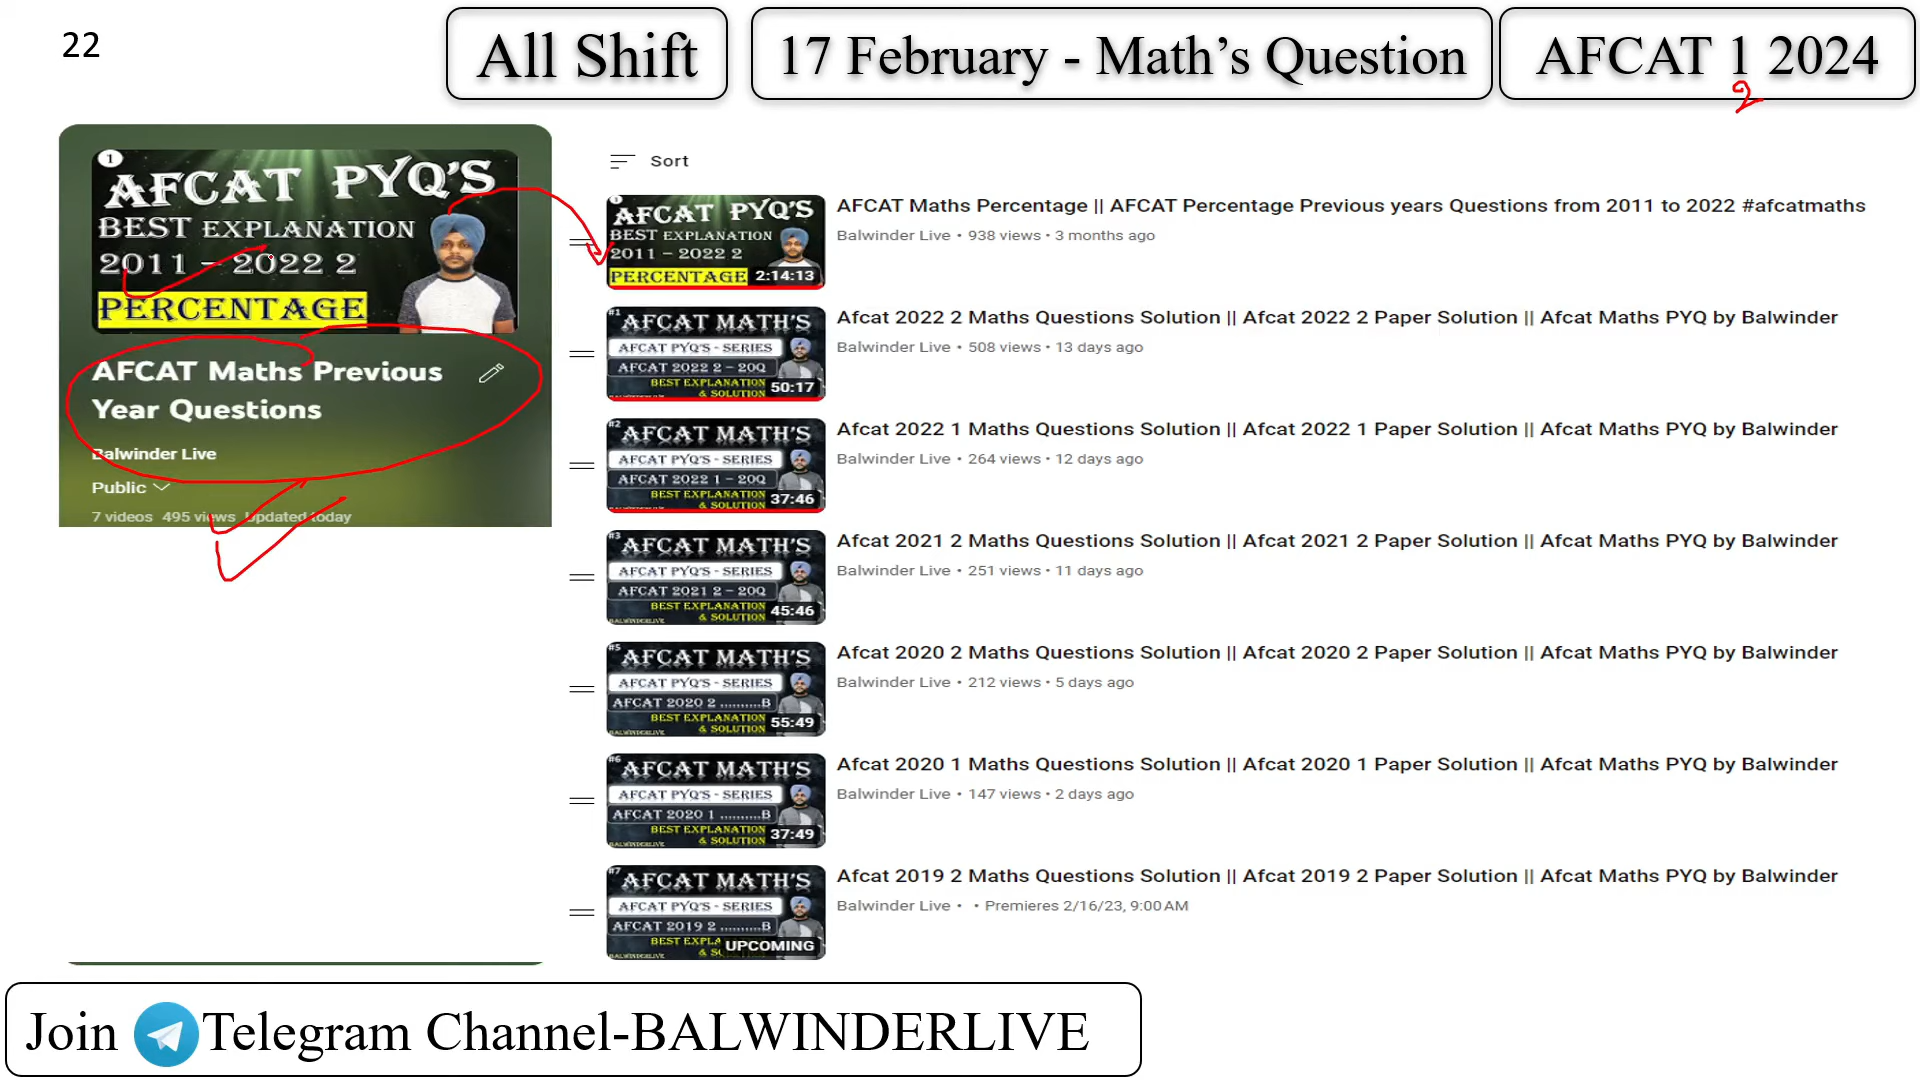 22
All Shift
17 February - Math's Question
AFCAT 1 2024
2
1
AFCAT PYQ'S
BEST EXPLANATION
2011 - 2022 2
PERCENTAGE
AFCAT Maths Previous
Year Questions
Balwinder Live
Public
7 videos 495 views Updated today
Sort
AFCAT PYQ'S
BEST EXPLANATION
2011 - 2022 2
PERCENTAGE 2:14:13
AFCAT Maths Percentage || AFCAT Percentage Previous years Questions from 2011 to 2022 #afcatmaths
Balwinder Live • 938 views • 3 months ago
#1
AFCAT MATH'S
AFCAT PYQ'S - SERIES
AFCAT 2022 2 - 20Q
BEST EXPLANATION
& SOLUTION
50:17
Afcat 2022 2 Maths Questions Solution || Afcat 2022 2 Paper Solution || Afcat Maths PYQ by Balwinder
Balwinder Live • 508 views • 13 days ago
#2
AFCAT MATH'S
AFCAT PYQ'S - SERIES
AFCAT 2022 1 - 20Q
BEST EXPLANATION
& SOLUTION
37:46
Afcat 2022 1 Maths Questions Solution || Afcat 2022 1 Paper Solution || Afcat Maths PYQ by Balwinder
Balwinder Live • 264 views • 12 days ago
#3
AFCAT MATH'S
AFCAT PYQ'S - SERIES
AFCAT 2021 2 - 20Q
BEST EXPLANATION
& SOLUTION
45:46
BALWINDERLIVE
Afcat 2021 2 Maths Questions Solution || Afcat 2021 2 Paper Solution || Afcat Maths PYQ by Balwinder
Balwinder Live • 251 views • 11 days ago
#5
AFCAT MATH'S
AFCAT PYQ'S - SERIES
AFCAT 2020 2 ..........B
BEST EXPLANATION
& SOLUTION
55:49
BALWINDERLIVE
Afcat 2020 2 Maths Questions Solution || Afcat 2020 2 Paper Solution || Afcat Maths PYQ by Balwinder
Balwinder Live • 212 views • 5 days ago
#6
AFCAT MATH'S
AFCAT PYQ'S - SERIES
AFCAT 2020 1 ..........B
BEST EXPLANATION
& SOLUTION
37:49
BALWINDERLIVE
Afcat 2020 1 Maths Questions Solution || Afcat 2020 1 Paper Solution || Afcat Maths PYQ by Balwinder
Balwinder Live • 147 views • 2 days ago
#7
AFCAT MATH'S
AFCAT PYQ'S - SERIES
AFCAT 2019 2 ..........B
BEST EXPLA
& SO
UPCOMING
BALWINDERLIVE
Afcat 2019 2 Maths Questions Solution || Afcat 2019 2 Paper Solution || Afcat Maths PYQ by Balwinder
Balwinder Live • • Premieres 2/16/23, 9:00 AM
Join Telegram Channel-BALWINDERLIVE